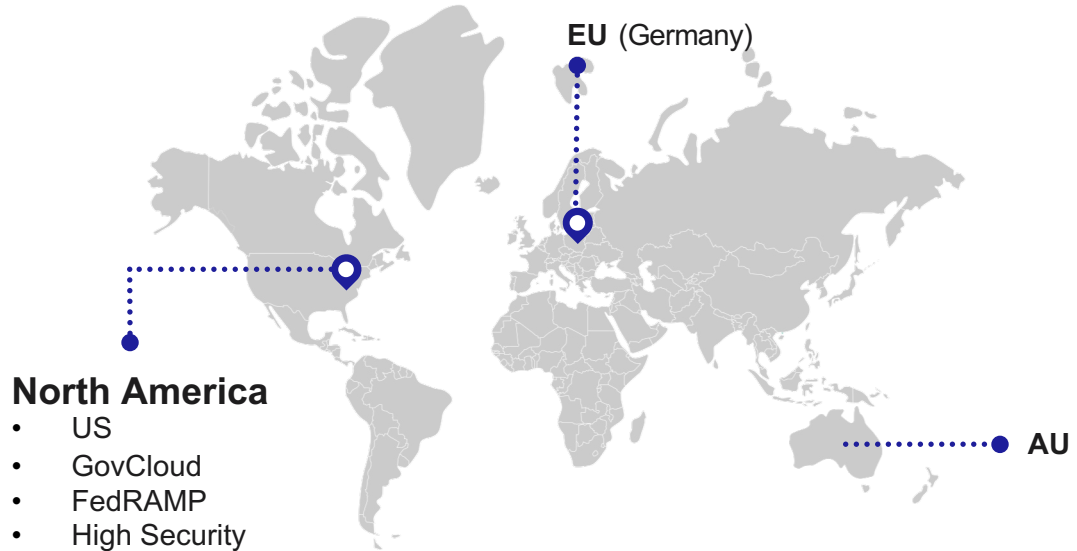 EU (Germany)
North America
• US
• GovCloud
• FedRAMP
• High Security
AU